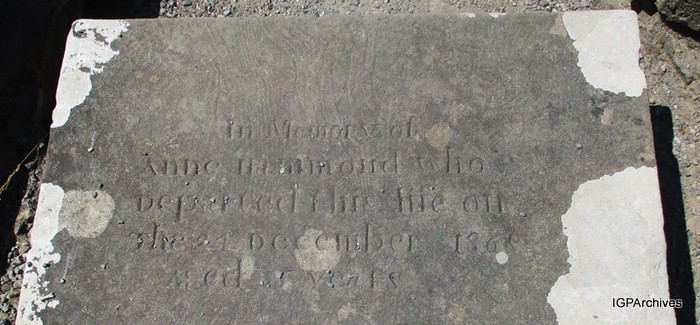 In Memory of
Anne Hammond who
Departed this life on
The December
aged years
IGPArchives